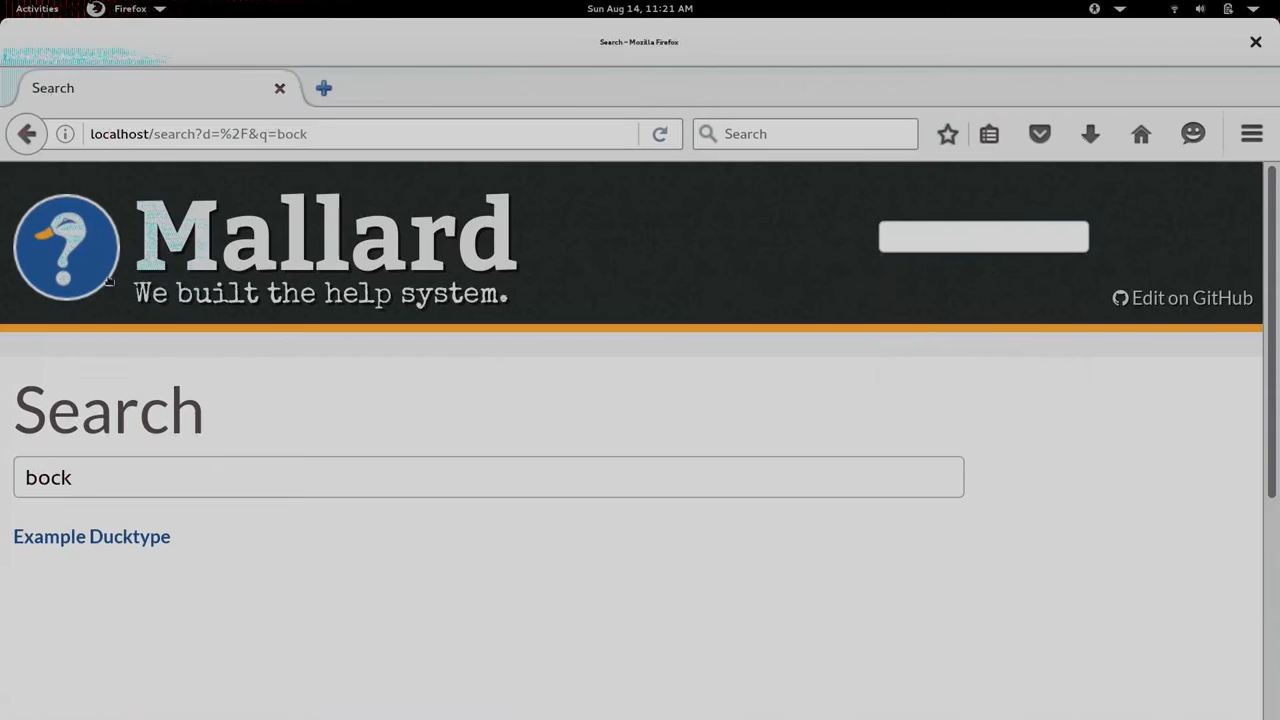 Activities Firefox Sun Aug 14, 11:21 AM
Search - Mozilla Firefox
Search
localhost/search?d=%2F&q=bock Search
Mallard
We built the help system.
Edit on GitHub
Search
bock
Example Ducktype